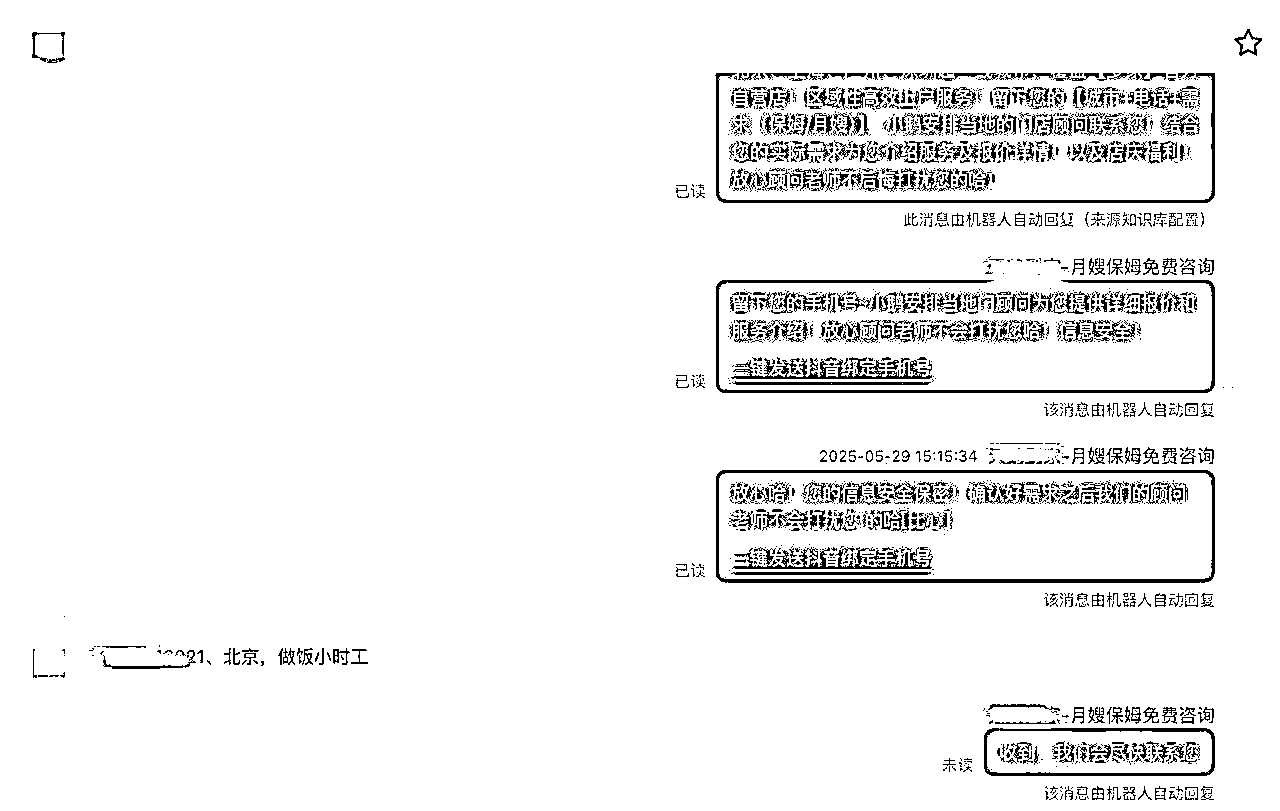 自营店）区域性高效上户服务）留下您的【城市+电话+需
求（保姆/月嫂）】 小鹅安排当地的门店顾问联系您）结合
您的实际需求为您介绍服务及报价详情）以及店庆福利）
放心顾问老师不后每打扰您的哈）
已读
此消息由机器人自动回复（来源知识库配置）
-月嫂保姆免费咨询
留下您的手机号~小鹅安排当地的顾问为您提供详细报价和
服务介绍）放心顾问老师不会打扰您哈）信息安全）
一键发送抖音绑定手机号
已读
该消息由机器人自动回复
2025-05-29 15:15:34 -月嫂保姆免费咨询
放心哈）您的信息安全保密）确认好需求之后我们的顾问
老师不会打扰您的哈[比心]
一键发送抖音绑定手机号
已读
该消息由机器人自动回复
21、北京，做饭小时工
-月嫂保姆免费咨询
收到，我们会尽快联系您
未读
该消息由机器人自动回复